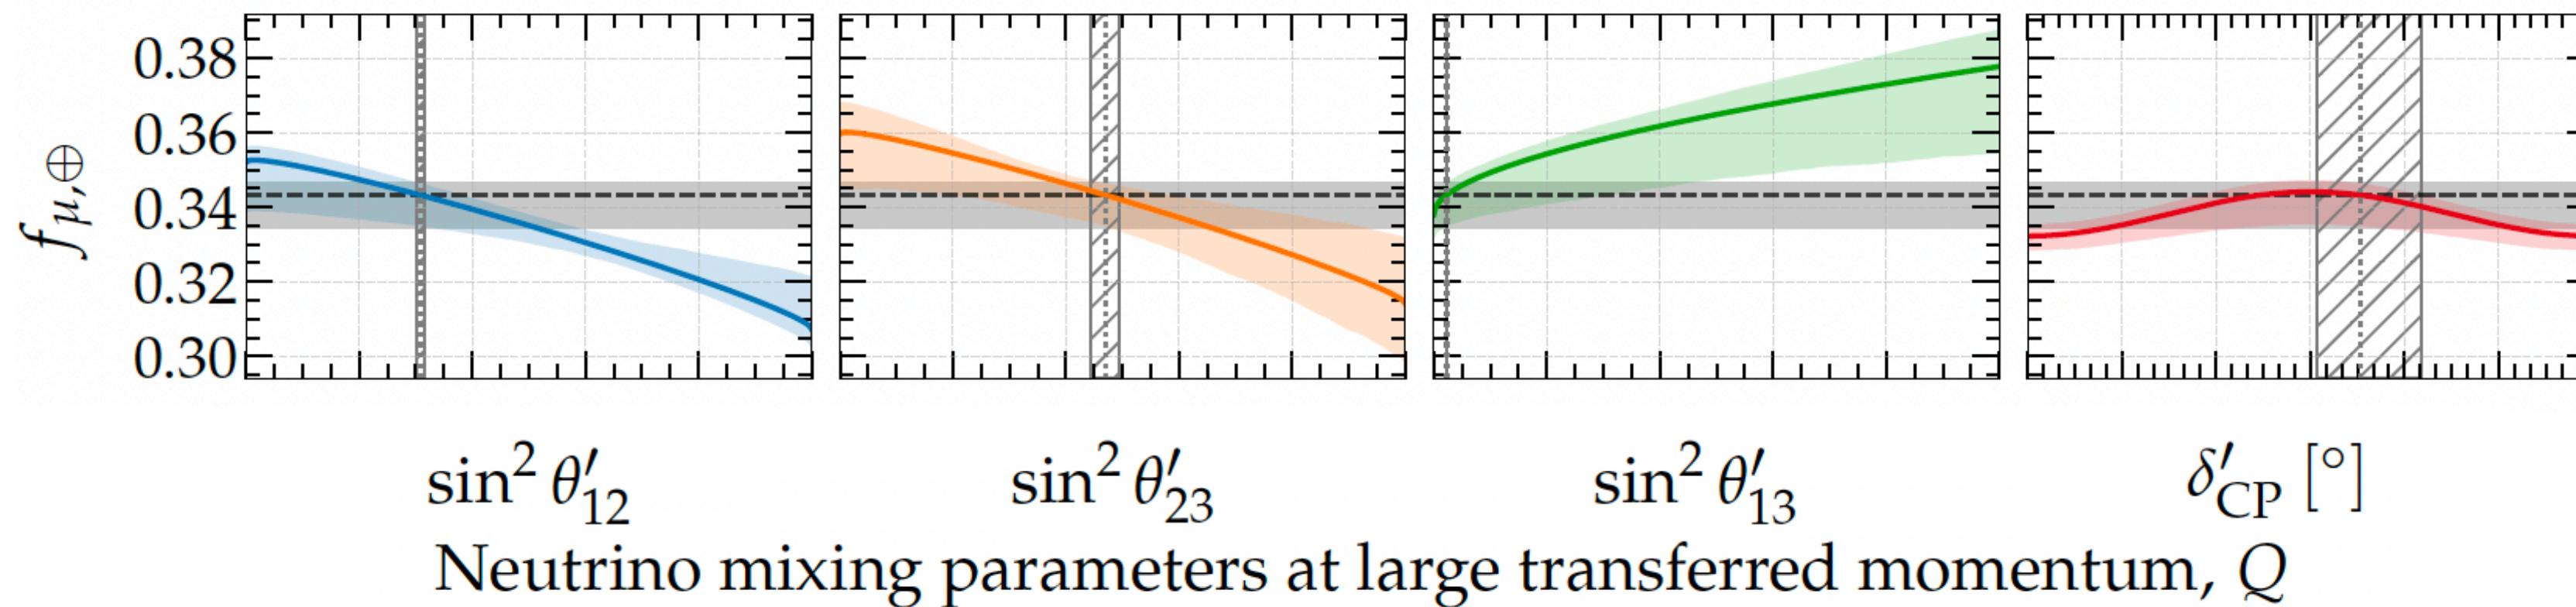 0.38
0.36
0.34
0.32
0.30
f_{μ,⊕}
sin² θ′₁₂
sin² θ′₂₃
sin² θ′₁₃
δ′_CP [°]
Neutrino mixing parameters at large transferred momentum, Q